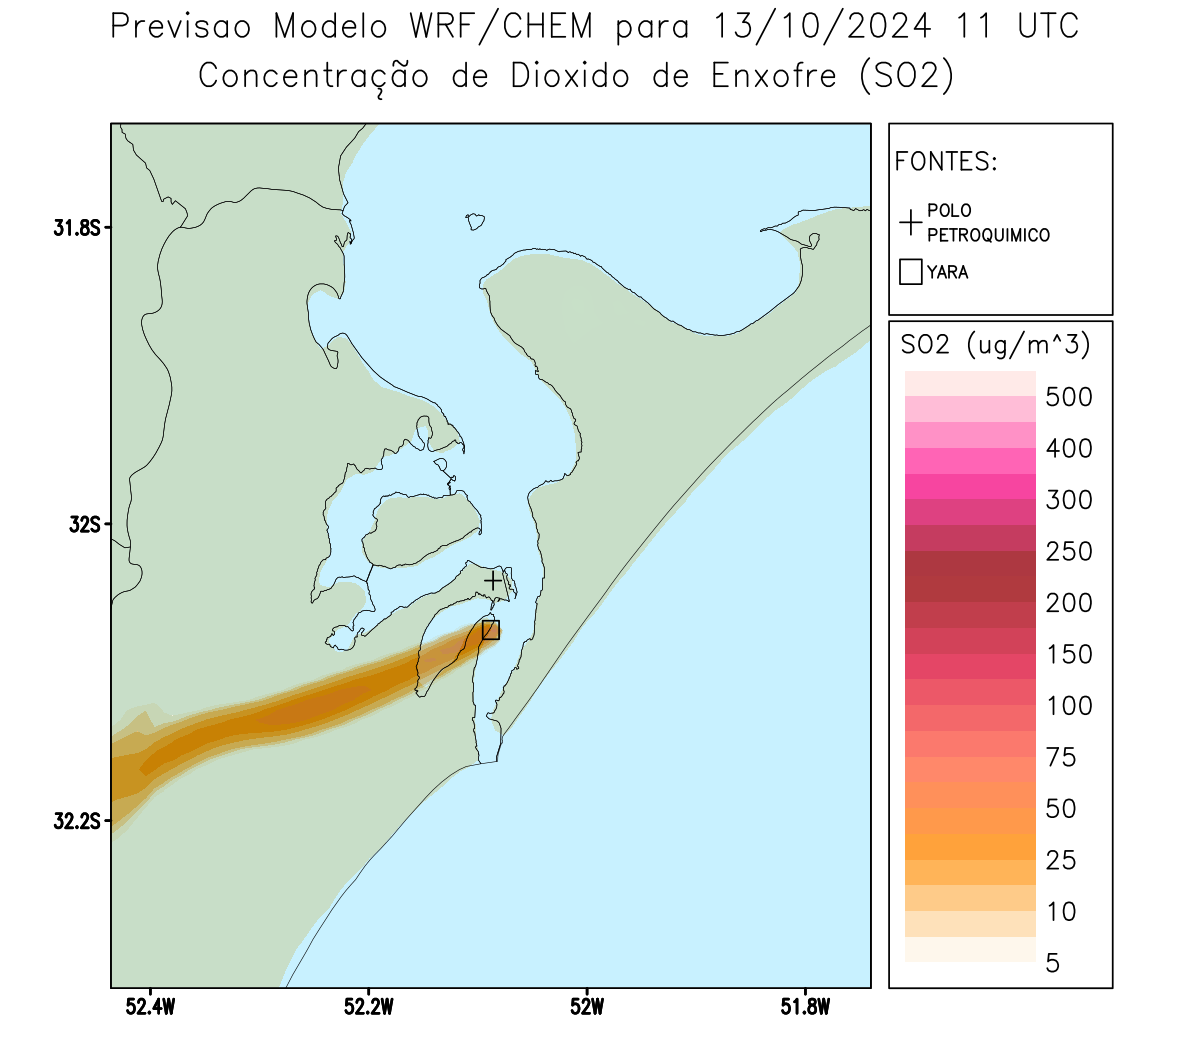 Previsao Modelo WRF/CHEM para 13/10/2024 11 UTC
Concentração de Dioxido de Enxofre (SO2)
FONTES:
POLO
PETROQUIMICO
YARA
31.8S
32S
32.2S
52.4W
52.2W
52W
51.8W
SO2 (ug/m^3)
500
400
300
250
200
150
100
75
50
25
10
5